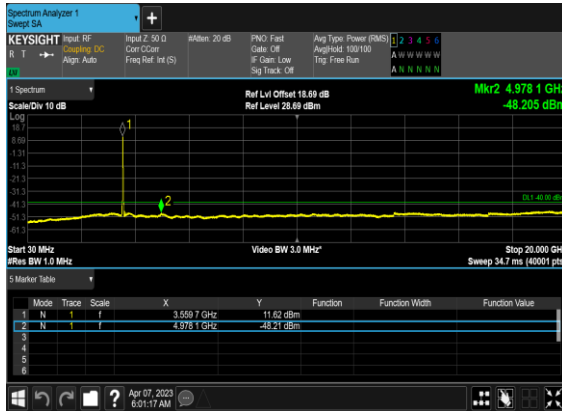 Spectrum Analyzer 1
Swept SA
+
KEYSIGHT Input: RF Input Z: 50 Ω #Atten: 20 dB PNO: Fast Avg Type: Power (RMS) 1 2 3 4 5 6
R T Coupling: DC Corr CCorr Gate: Off Avg|Hold: 100/100 A W W W W W
Align: Auto Freq Ref: Int (S) IF Gain: Low Trig: Free Run
LXI Sig Track: Off A N N N N N
1 Spectrum Ref Lvl Offset 18.69 dB Mkr2 4.978 1 GHz
Scale/Div 10 dB Ref Level 28.69 dBm -48.205 dBm
Log
18.7
8.69
-1.31
-11.3
-21.3
-31.3
-41.3
-51.3
-61.3
1
2
DL1 -40.00 dBm
Start 30 MHz Video BW 3.0 MHz* Stop 20.000 GHz
#Res BW 1.0 MHz Sweep 34.7 ms (40001 pts)
5 Marker Table
Mode Trace Scale X Y Function Function Width Function Value
1 N 1 f 3.559 7 GHz 11.62 dBm
2 N 1 f 4.978 1 GHz -48.21 dBm
3
4
5
6
? Apr 07, 2023
6:01:17 AM